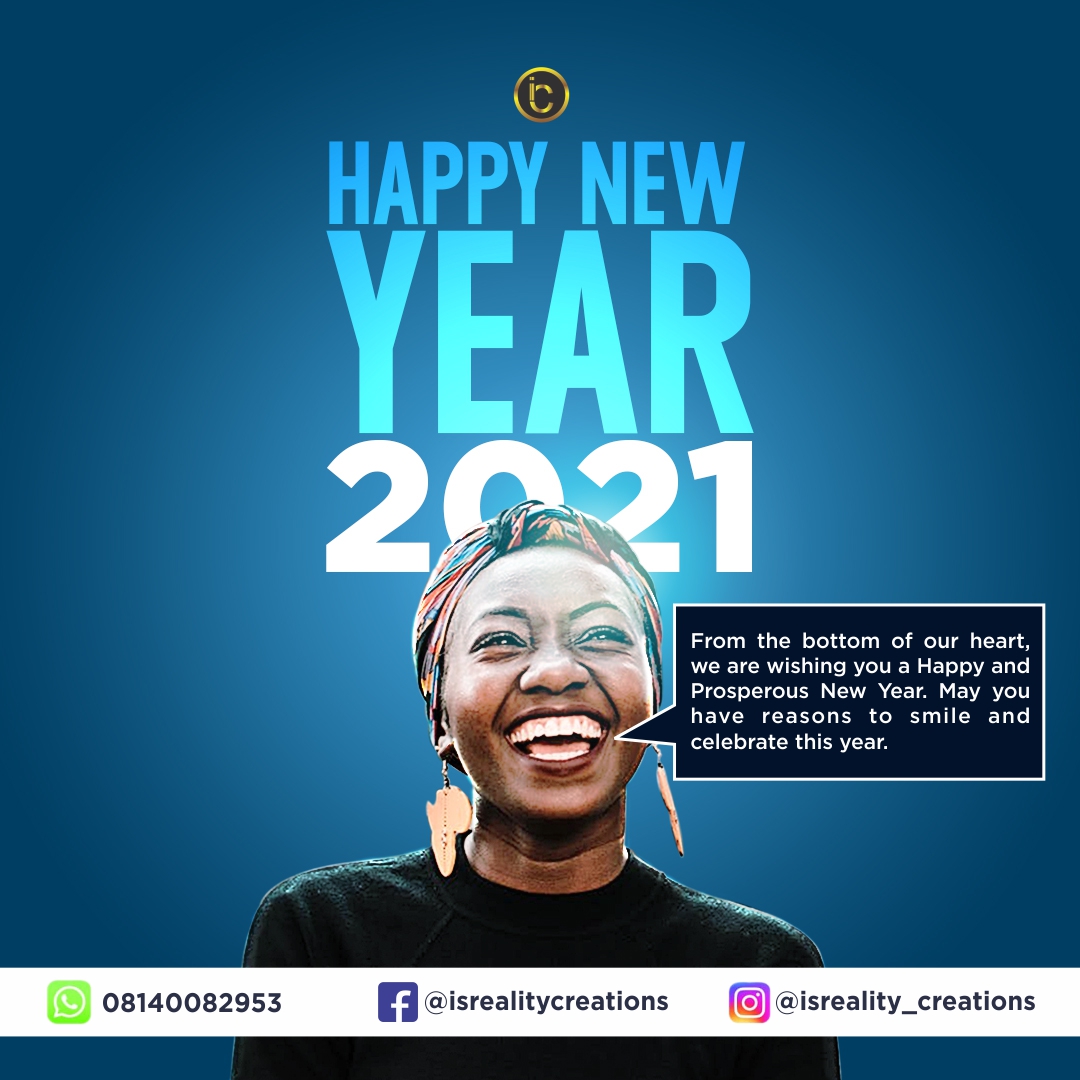 ic
HAPPY NEW
YEAR
2021
From the bottom of our heart,
we are wishing you a Happy and
Prosperous New Year. May you
have reasons to smile and
celebrate this year.
08140082953
@isrealitycreations
@isreality_creations